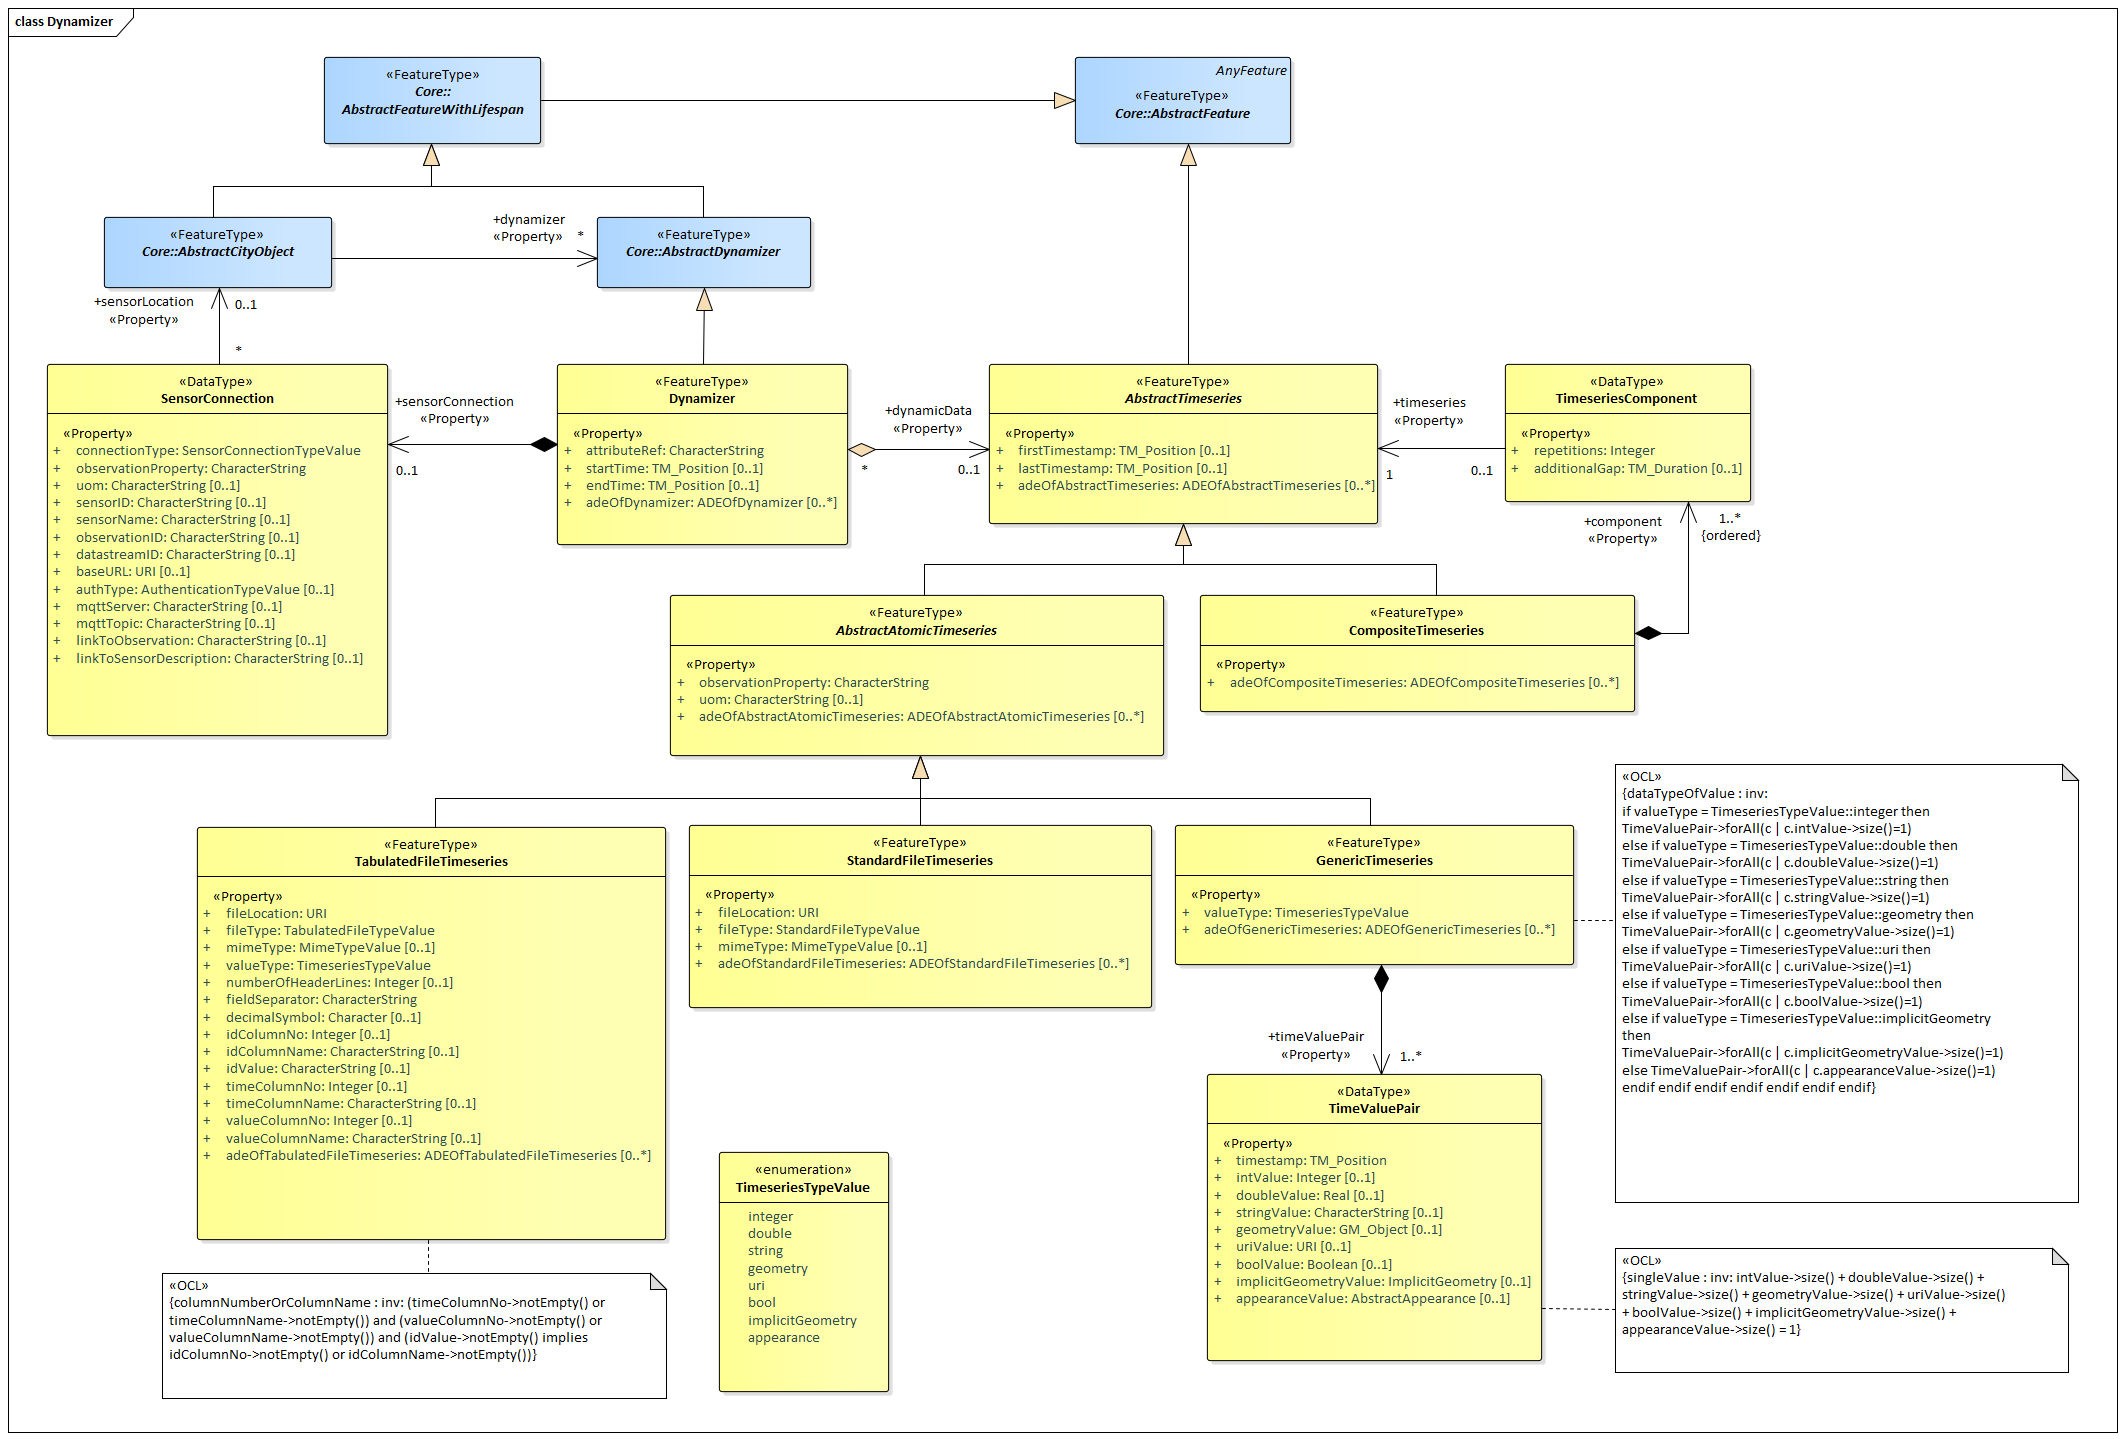 class Dynamizer
«FeatureType»
Core::
AbstractFeatureWithLifespan
AnyFeature
«FeatureType»
Core::AbstractFeature
«FeatureType»
Core::AbstractCityObject
+dynamizer
«Property»
*
«FeatureType»
Core::AbstractDynamizer
+sensorLocation
«Property»
0..1
*
«DataType»
SensorConnection
«Property»
+ connectionType: SensorConnectionTypeValue
+ observationProperty: CharacterString
+ uom: CharacterString [0..1]
+ sensorID: CharacterString [0..1]
+ sensorName: CharacterString [0..1]
+ observationID: CharacterString [0..1]
+ datastreamID: CharacterString [0..1]
+ baseURL: URI [0..1]
+ authType: AuthenticationTypeValue [0..1]
+ mqttServer: CharacterString [0..1]
+ mqttTopic: CharacterString [0..1]
+ linkToObservation: CharacterString [0..1]
+ linkToSensorDescription: CharacterString [0..1]
+sensorConnection
«Property»
0..1
«FeatureType»
Dynamizer
«Property»
+ attributeRef: CharacterString
+ startTime: TM_Position [0..1]
+ endTime: TM_Position [0..1]
+ adeOfDynamizer: ADEOfDynamizer [0..*]
+dynamicData
«Property»
*
0..1
«FeatureType»
AbstractTimeseries
«Property»
+ firstTimestamp: TM_Position [0..1]
+ lastTimestamp: TM_Position [0..1]
+ adeOfAbstractTimeseries: ADEOfAbstractTimeseries [0..*]
+timeseries
«Property»
1
0..1
«DataType»
TimeseriesComponent
«Property»
+ repetitions: Integer
+ additionalGap: TM_Duration [0..1]
+component
«Property»
1..*
{ordered}
«FeatureType»
AbstractAtomicTimeseries
«Property»
+ observationProperty: CharacterString
+ uom: CharacterString [0..1]
+ adeOfAbstractAtomicTimeseries: ADEOfAbstractAtomicTimeseries [0..*]
«FeatureType»
CompositeTimeseries
«Property»
+ adeOfCompositeTimeseries: ADEOfCompositeTimeseries [0..*]
«FeatureType»
TabulatedFileTimeseries
«Property»
+ fileLocation: URI
+ fileType: TabulatedFileTypeValue
+ mimeType: MimeTypeValue [0..1]
+ valueType: TimeseriesTypeValue
+ numberOfHeaderLines: Integer [0..1]
+ fieldSeparator: CharacterString
+ decimalSymbol: Character [0..1]
+ idColumnNo: Integer [0..1]
+ idColumnName: CharacterString [0..1]
+ idValue: CharacterString [0..1]
+ timeColumnNo: Integer [0..1]
+ timeColumnName: CharacterString [0..1]
+ valueColumnNo: Integer [0..1]
+ valueColumnName: CharacterString [0..1]
+ adeOfTabulatedFileTimeseries: ADEOfTabulatedFileTimeseries [0..*]
«FeatureType»
StandardFileTimeseries
«Property»
+ fileLocation: URI
+ fileType: StandardFileTypeValue
+ mimeType: MimeTypeValue [0..1]
+ adeOfStandardFileTimeseries: ADEOfStandardFileTimeseries [0..*]
«FeatureType»
GenericTimeseries
«Property»
+ valueType: TimeseriesTypeValue
+ adeOfGenericTimeseries: ADEOfGenericTimeseries [0..*]
«OCL»
{dataTypeOfValue : inv:
if valueType = TimeseriesTypeValue::integer then
TimeValuePair->forAll(c | c.intValue->size()=1)
else if valueType = TimeseriesTypeValue::double then
TimeValuePair->forAll(c | c.doubleValue->size()=1)
else if valueType = TimeseriesTypeValue::string then
TimeValuePair->forAll(c | c.stringValue->size()=1)
else if valueType = TimeseriesTypeValue::geometry then
TimeValuePair->forAll(c | c.geometryValue->size()=1)
else if valueType = TimeseriesTypeValue::uri then
TimeValuePair->forAll(c | c.uriValue->size()=1)
else if valueType = TimeseriesTypeValue::bool then
TimeValuePair->forAll(c | c.boolValue->size()=1)
else if valueType = TimeseriesTypeValue::implicitGeometry
then
TimeValuePair->forAll(c | c.implicitGeometryValue->size()=1)
else TimeValuePair->forAll(c | c.appearanceValue->size()=1)
endif endif endif endif endif endif endif}
+timeValuePair
«Property»
1..*
«DataType»
TimeValuePair
«Property»
+ timestamp: TM_Position
+ intValue: Integer [0..1]
+ doubleValue: Real [0..1]
+ stringValue: CharacterString [0..1]
+ geometryValue: GM_Object [0..1]
+ uriValue: URI [0..1]
+ boolValue: Boolean [0..1]
+ implicitGeometryValue: ImplicitGeometry [0..1]
+ appearanceValue: AbstractAppearance [0..1]
«enumeration»
TimeseriesTypeValue
integer
double
string
geometry
uri
bool
implicitGeometry
appearance
«OCL»
{columnNumberOrColumnName : inv: (timeColumnNo->notEmpty() or
timeColumnName->notEmpty()) and (valueColumnNo->notEmpty() or
valueColumnName->notEmpty()) and (idValue->notEmpty() implies
idColumnNo->notEmpty() or idColumnName->notEmpty())}
«OCL»
{singleValue : inv: intValue->size() + doubleValue->size() +
stringValue->size() + geometryValue->size() + uriValue->size()
+ boolValue->size() + implicitGeometryValue->size() +
appearanceValue->size() = 1}